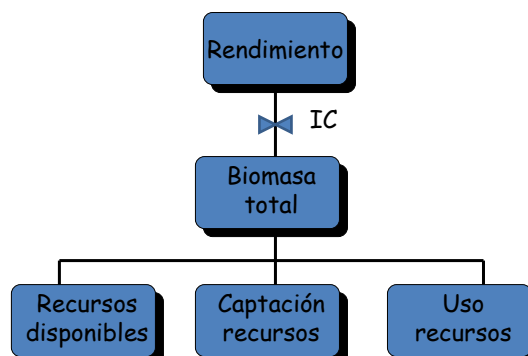 Rendimiento
IC
Biomasa
total
Recursos
disponibles
Captación
recursos
Uso
recursos